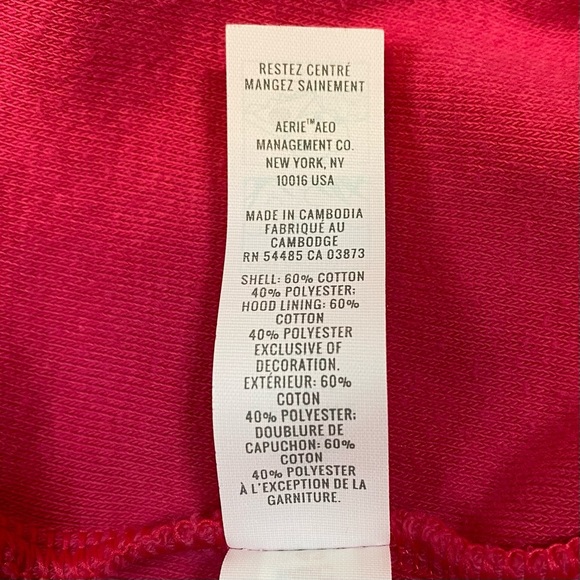 RESTEZ CENTRÉ
MANGEZ SAINEMENT
AERIE™AEO
MANAGEMENT CO.
NEW YORK, NY
10016 USA
MADE IN CAMBODIA
FABRIQUÉ AU
CAMBODGE
RN 54485 CA 03873
SHELL: 60% COTTON
40% POLYESTER;
HOOD LINING: 60%
COTTON
40% POLYESTER
EXCLUSIVE OF
DECORATION.
EXTÉRIEUR: 60%
COTON
40% POLYESTER;
DOUBLURE DE
CAPUCHON: 60%
COTON
40% POLYESTER
À L'EXCEPTION DE LA
GARNITURE.